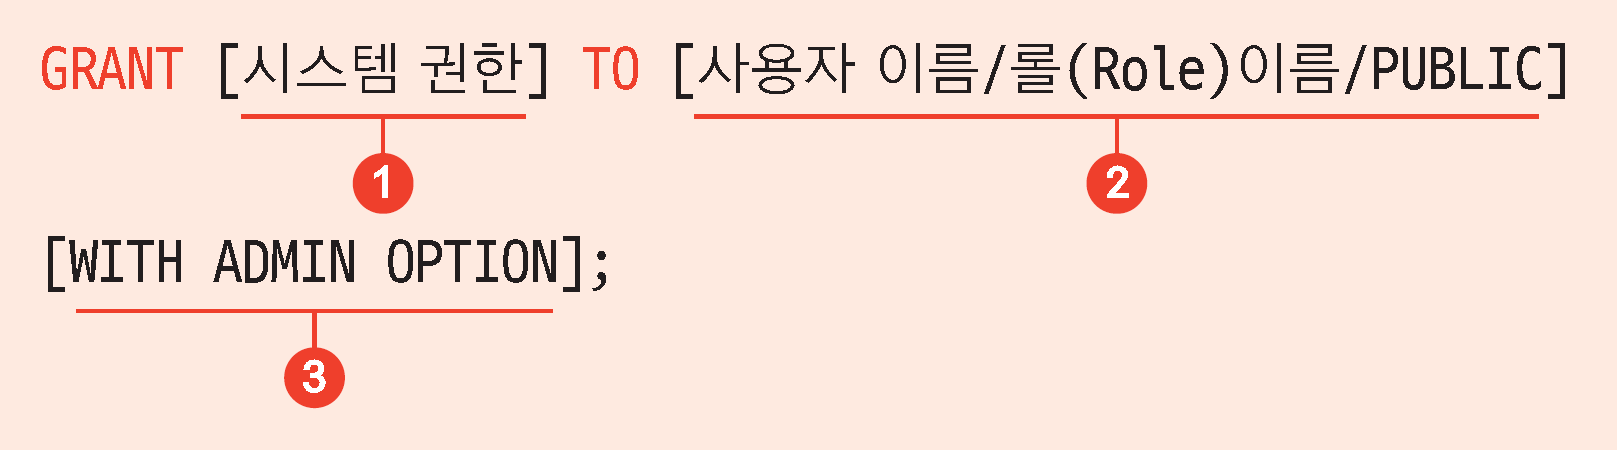 GRANT [시스템 권한] TO [사용자 이름/롤(Role)이름/PUBLIC]
1 2
[WITH ADMIN OPTION];
3